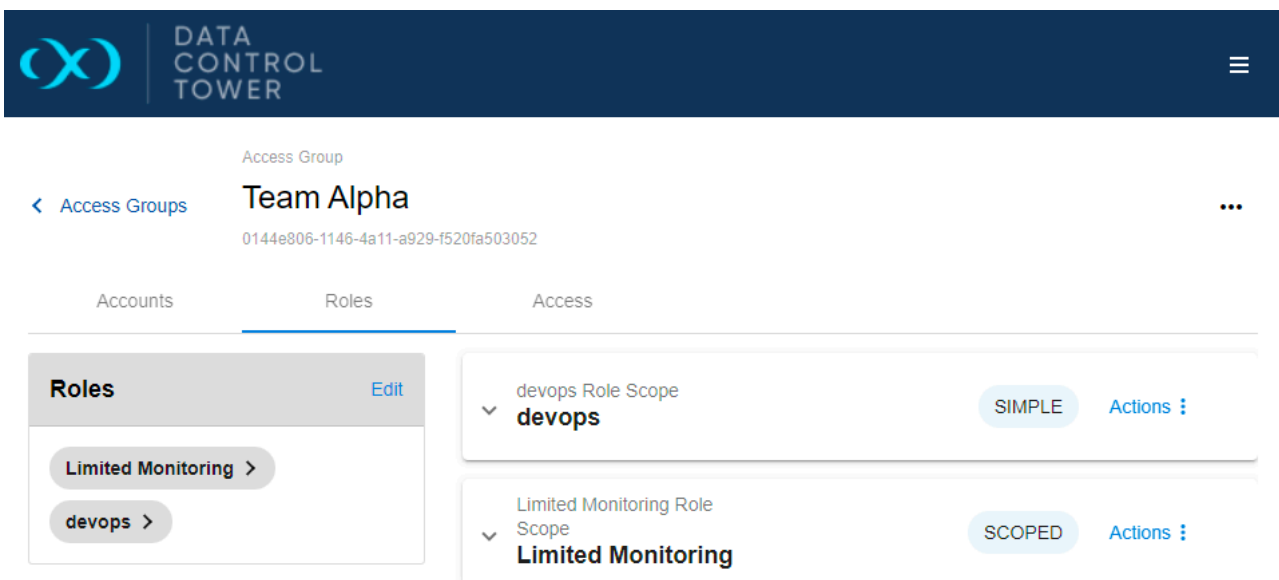 DATA
CONTROL
TOWER
Access Group
Access Groups
Team Alpha
0144e806-1146-4a11-a929-f520fa503052
Accounts
Roles
Access
Roles
Edit
Limited Monitoring
devops
devops Role Scope
devops
SIMPLE
Actions
Limited Monitoring Role
Scope
Limited Monitoring
SCOPED
Actions